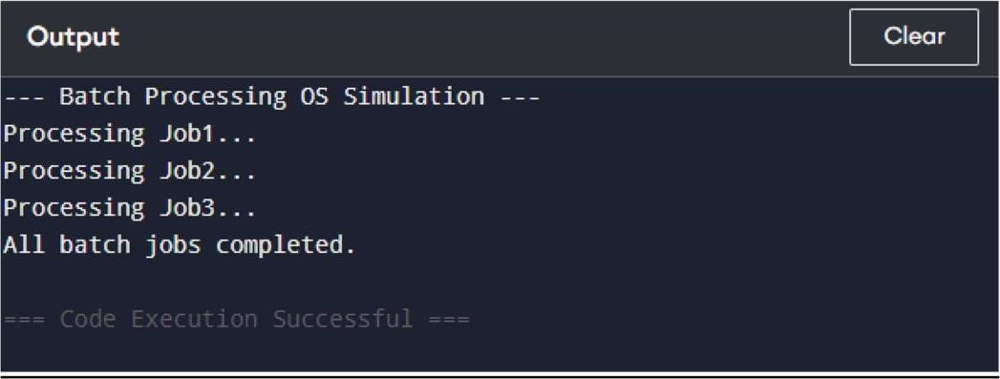 Output
Clear
--- Batch Processing OS Simulation ---
Processing Job1...
Processing Job2...
Processing Job3...
All batch jobs completed.
=== Code Execution Successful ===